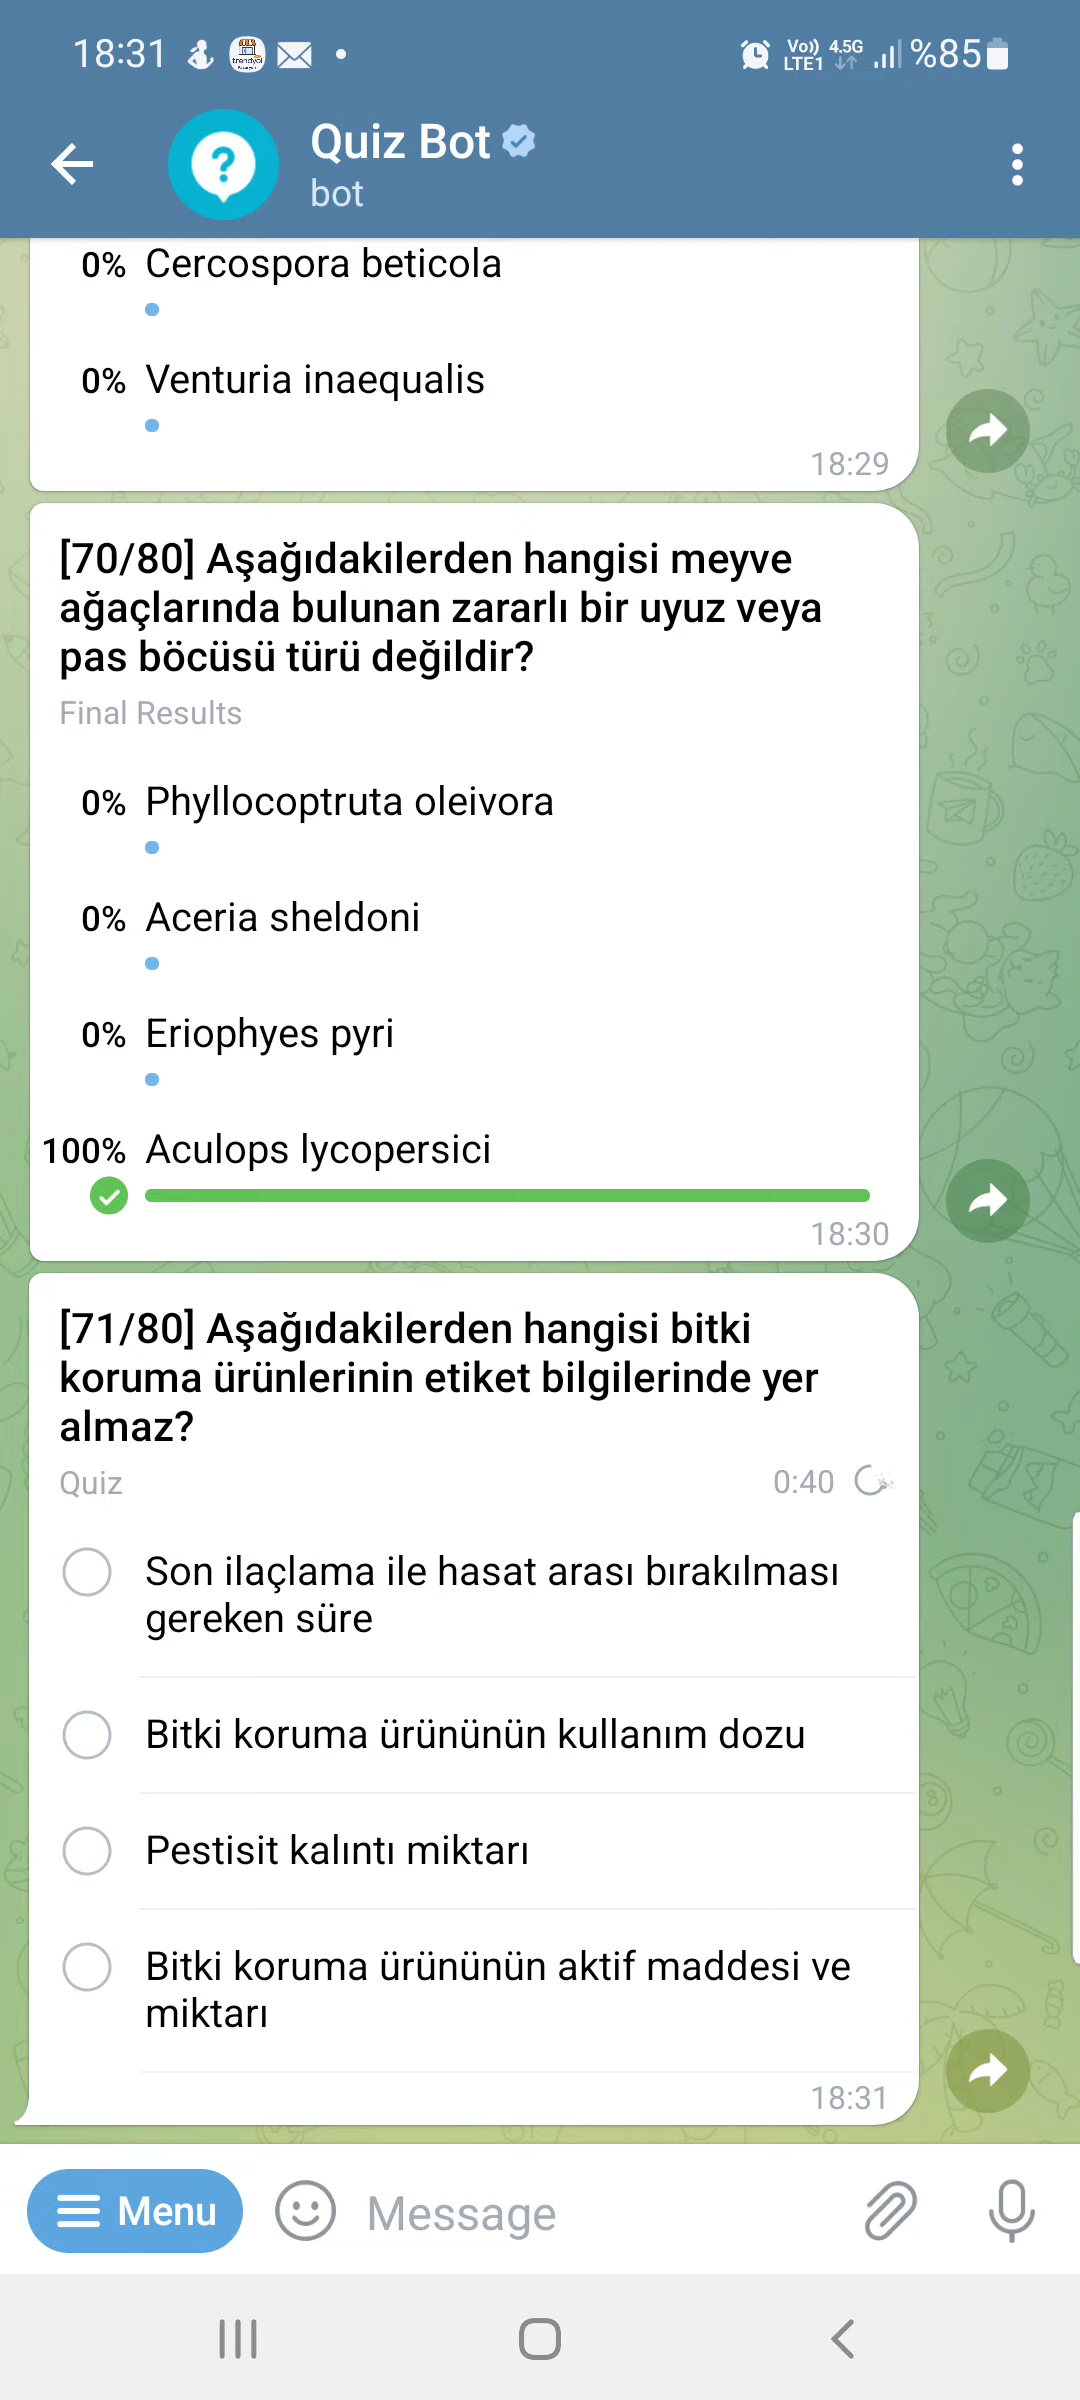 18:31
trendyol
Vo)) 4.5G
LTE1
%85
Quiz Bot
bot
0% Cercospora beticola
0% Venturia inaequalis
18:29
[70/80] Aşağıdakilerden hangisi meyve
ağaçlarında bulunan zararlı bir uyuz veya
pas böcüsü türü değildir?
Final Results
0% Phyllocoptruta oleivora
0% Aceria sheldoni
0% Eriophyes pyri
100% Aculops lycopersici
18:30
[71/80] Aşağıdakilerden hangisi bitki
koruma ürünlerinin etiket bilgilerinde yer
almaz?
Quiz
0:40
Son ilaçlama ile hasat arası bırakılması
gereken süre
Bitki koruma ürününün kullanım dozu
Pestisit kalıntı miktarı
Bitki koruma ürününün aktif maddesi ve
miktarı
18:31
Menu
Message